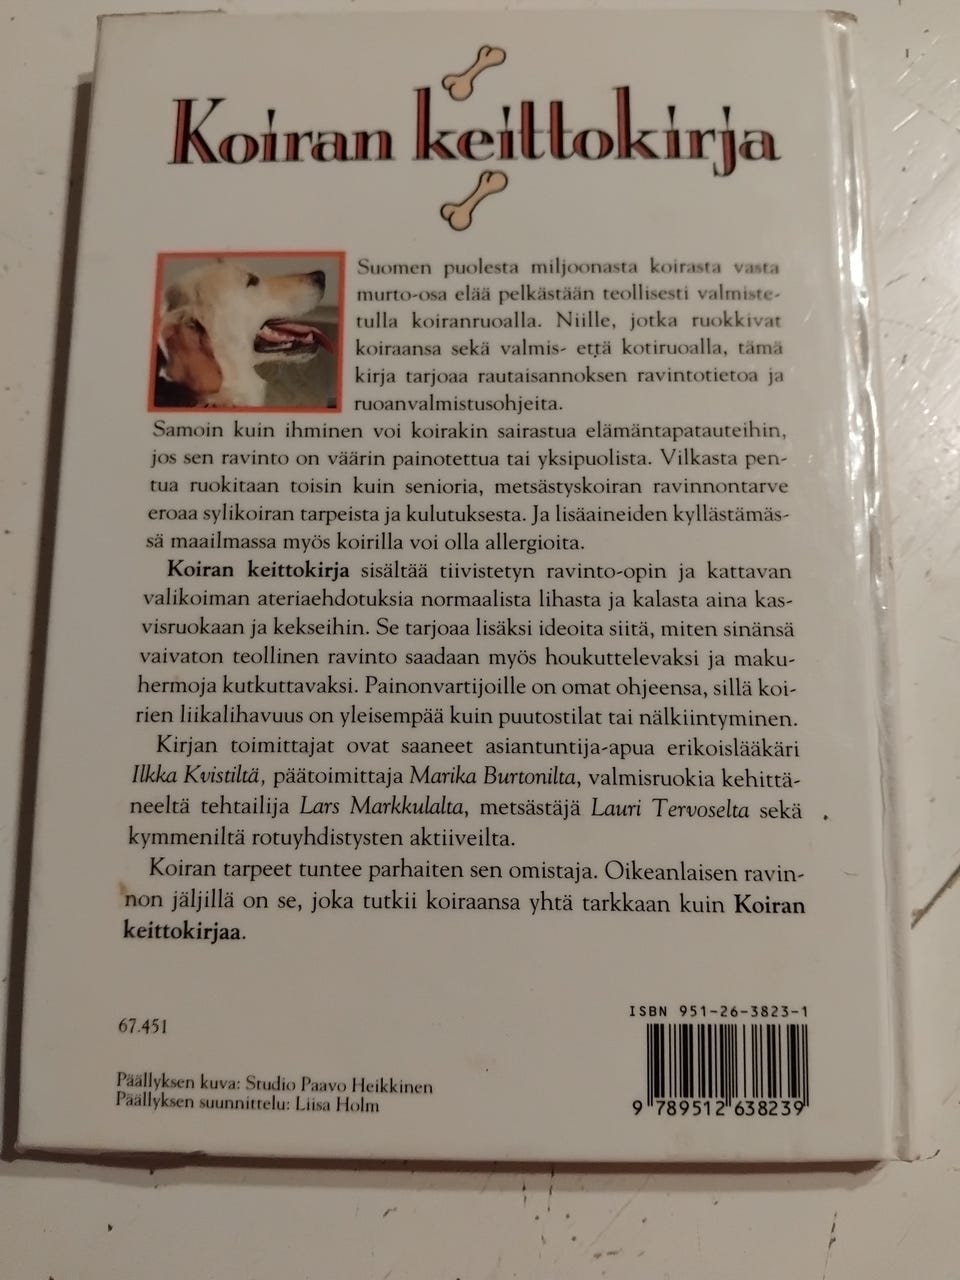 Koiran keittokirja
Suomen puolesta miljoonasta koirasta vasta
murto-osa elää pelkästään teollisesti valmiste-
tulla koiranruoalla. Niille, jotka ruokkivat
koiraansa sekä valmis- että kotiruoalla, tämä
kirja tarjoaa rautaisannoksen ravintotietoa ja
ruoanvalmistusohjeita.
Samoin kuin ihminen voi koirakin sairastua elämäntapatauteihin,
jos sen ravinto on väärin painotettua tai yksipuolista. Vilkasta pen-
tua ruokitaan toisin kuin senioria, metsästyskoiran ravinnontarve
eroaa sylikoiran tarpeista ja kulutuksesta. Ja lisäaineiden kyllästämäs-
sä maailmassa myös koirilla voi olla allergioita.
Koiran keittokirja sisältää tiivistetyn ravinto-opin ja kattavan
valikoiman ateriaehdotuksia normaalista lihasta ja kalasta aina kas-
visruokaan ja kekseihin. Se tarjoaa lisäksi ideoita siitä, miten sinänsä
vaivaton teollinen ravinto saadaan myös houkuttelevaksi ja maku-
hermoja kutkuttavaksi. Painonvartijoille on omat ohjeensa, sillä koi-
rien liikalihavuus on yleisempää kuin puutostilat tai nälkiintyminen.
Kirjan toimittajat ovat saaneet asiantuntija-apua erikoislääkäri
Ilkka Kvistiltä, päätoimittaja Marika Burtonilta, valmisruokia kehittä-
neeltä tehtailija Lars Markkulalta, metsästäjä Lauri Tervoselta sekä
kymmeniltä rotuyhdistysten aktiiveilta.
Koiran tarpeet tuntee parhaiten sen omistaja. Oikeanlaisen ravin-
non jäljillä on se, joka tutkii koiraansa yhtä tarkkaan kuin Koiran
keittokirjaa.
67.451
Päällyksen kuva: Studio Paavo Heikkinen
Päällyksen suunnittelu: Liisa Holm
ISBN 951-26-3823-1
9 789512 638239